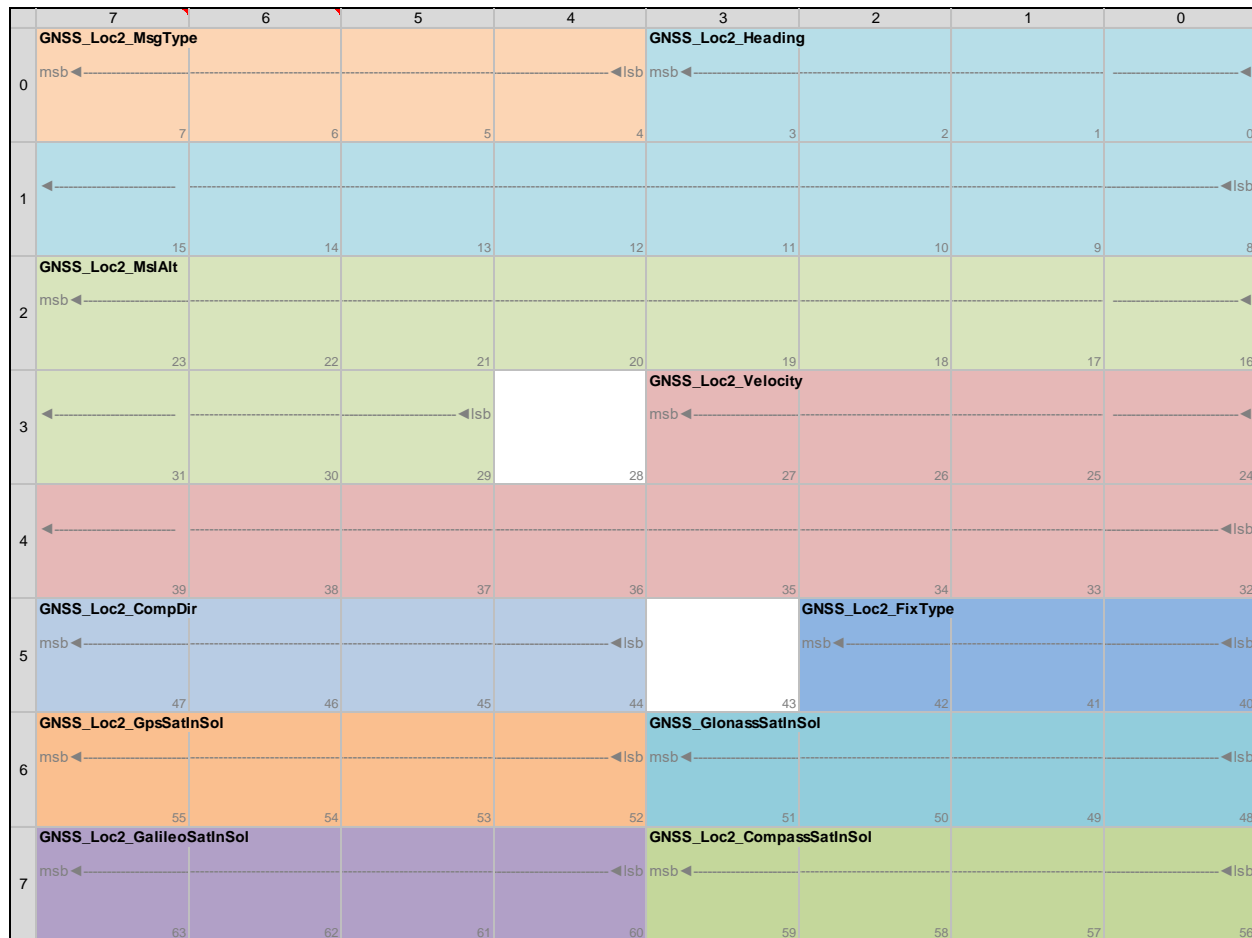 7 6 5 4 3 2 1 0
GNSS_Loc2_MsgType GNSS_Loc2_Heading
0 msb lsb msb
7 6 5 4 3 2 1 0
1 lsb
15 14 13 12 11 10 9 8
GNSS_Loc2_MslAlt
2 msb
23 22 21 20 19 18 17 16
GNSS_Loc2_Velocity
3 lsb msb
31 30 29 28 27 26 25 24
4 lsb
39 38 37 36 35 34 33 32
GNSS_Loc2_CompDir GNSS_Loc2_FixType
5 msb lsb msb lsb
47 46 45 44 43 42 41 40
GNSS_Loc2_GpsSatInSol GNSS_GlonassSatInSol
6 msb lsb msb lsb
55 54 53 52 51 50 49 48
GNSS_Loc2_GalileoSatInSol GNSS_Loc2_CompassSatInSol
7 msb lsb msb lsb
63 62 61 60 59 58 57 56